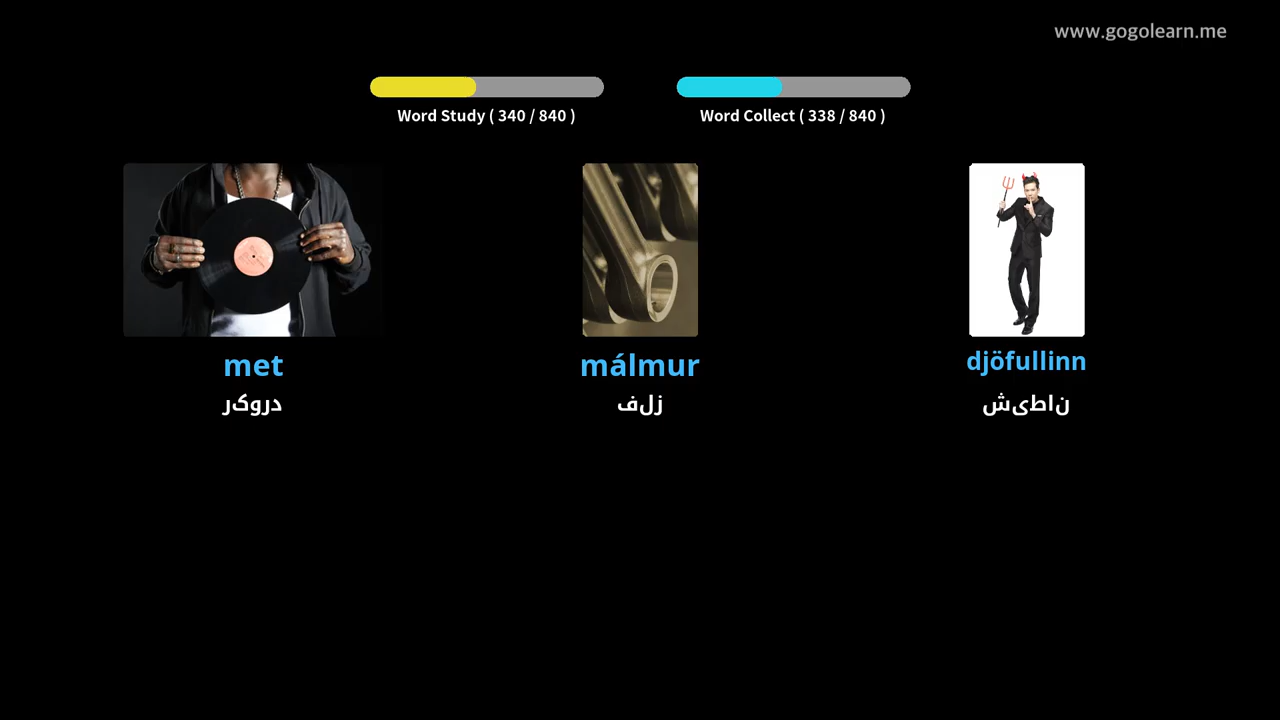 www.gogolearn.me
Word Study ( 340 / 840 )
Word Collect ( 338 / 840 )
met
málmur
djöfullinn
دروکر
زلف
ناطیش